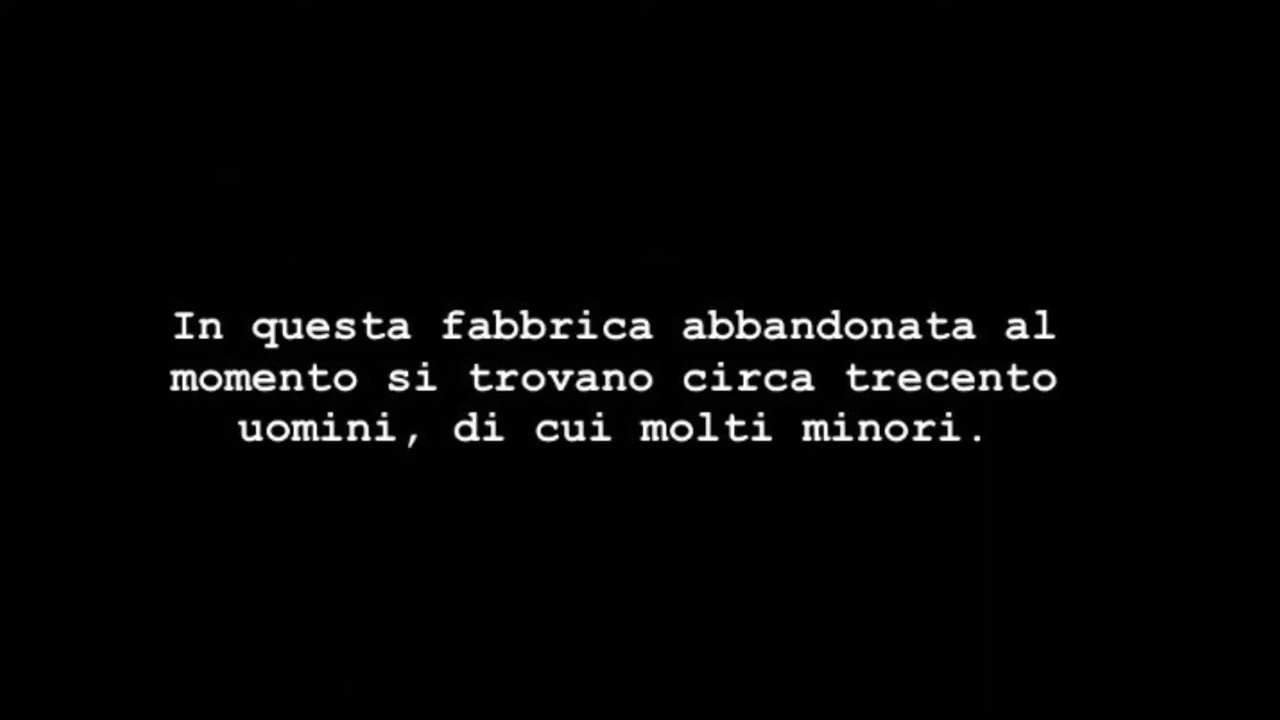 In questa fabbrica abbandonata al
momento si trovano circa trecento
uomini, di cui molti minori.